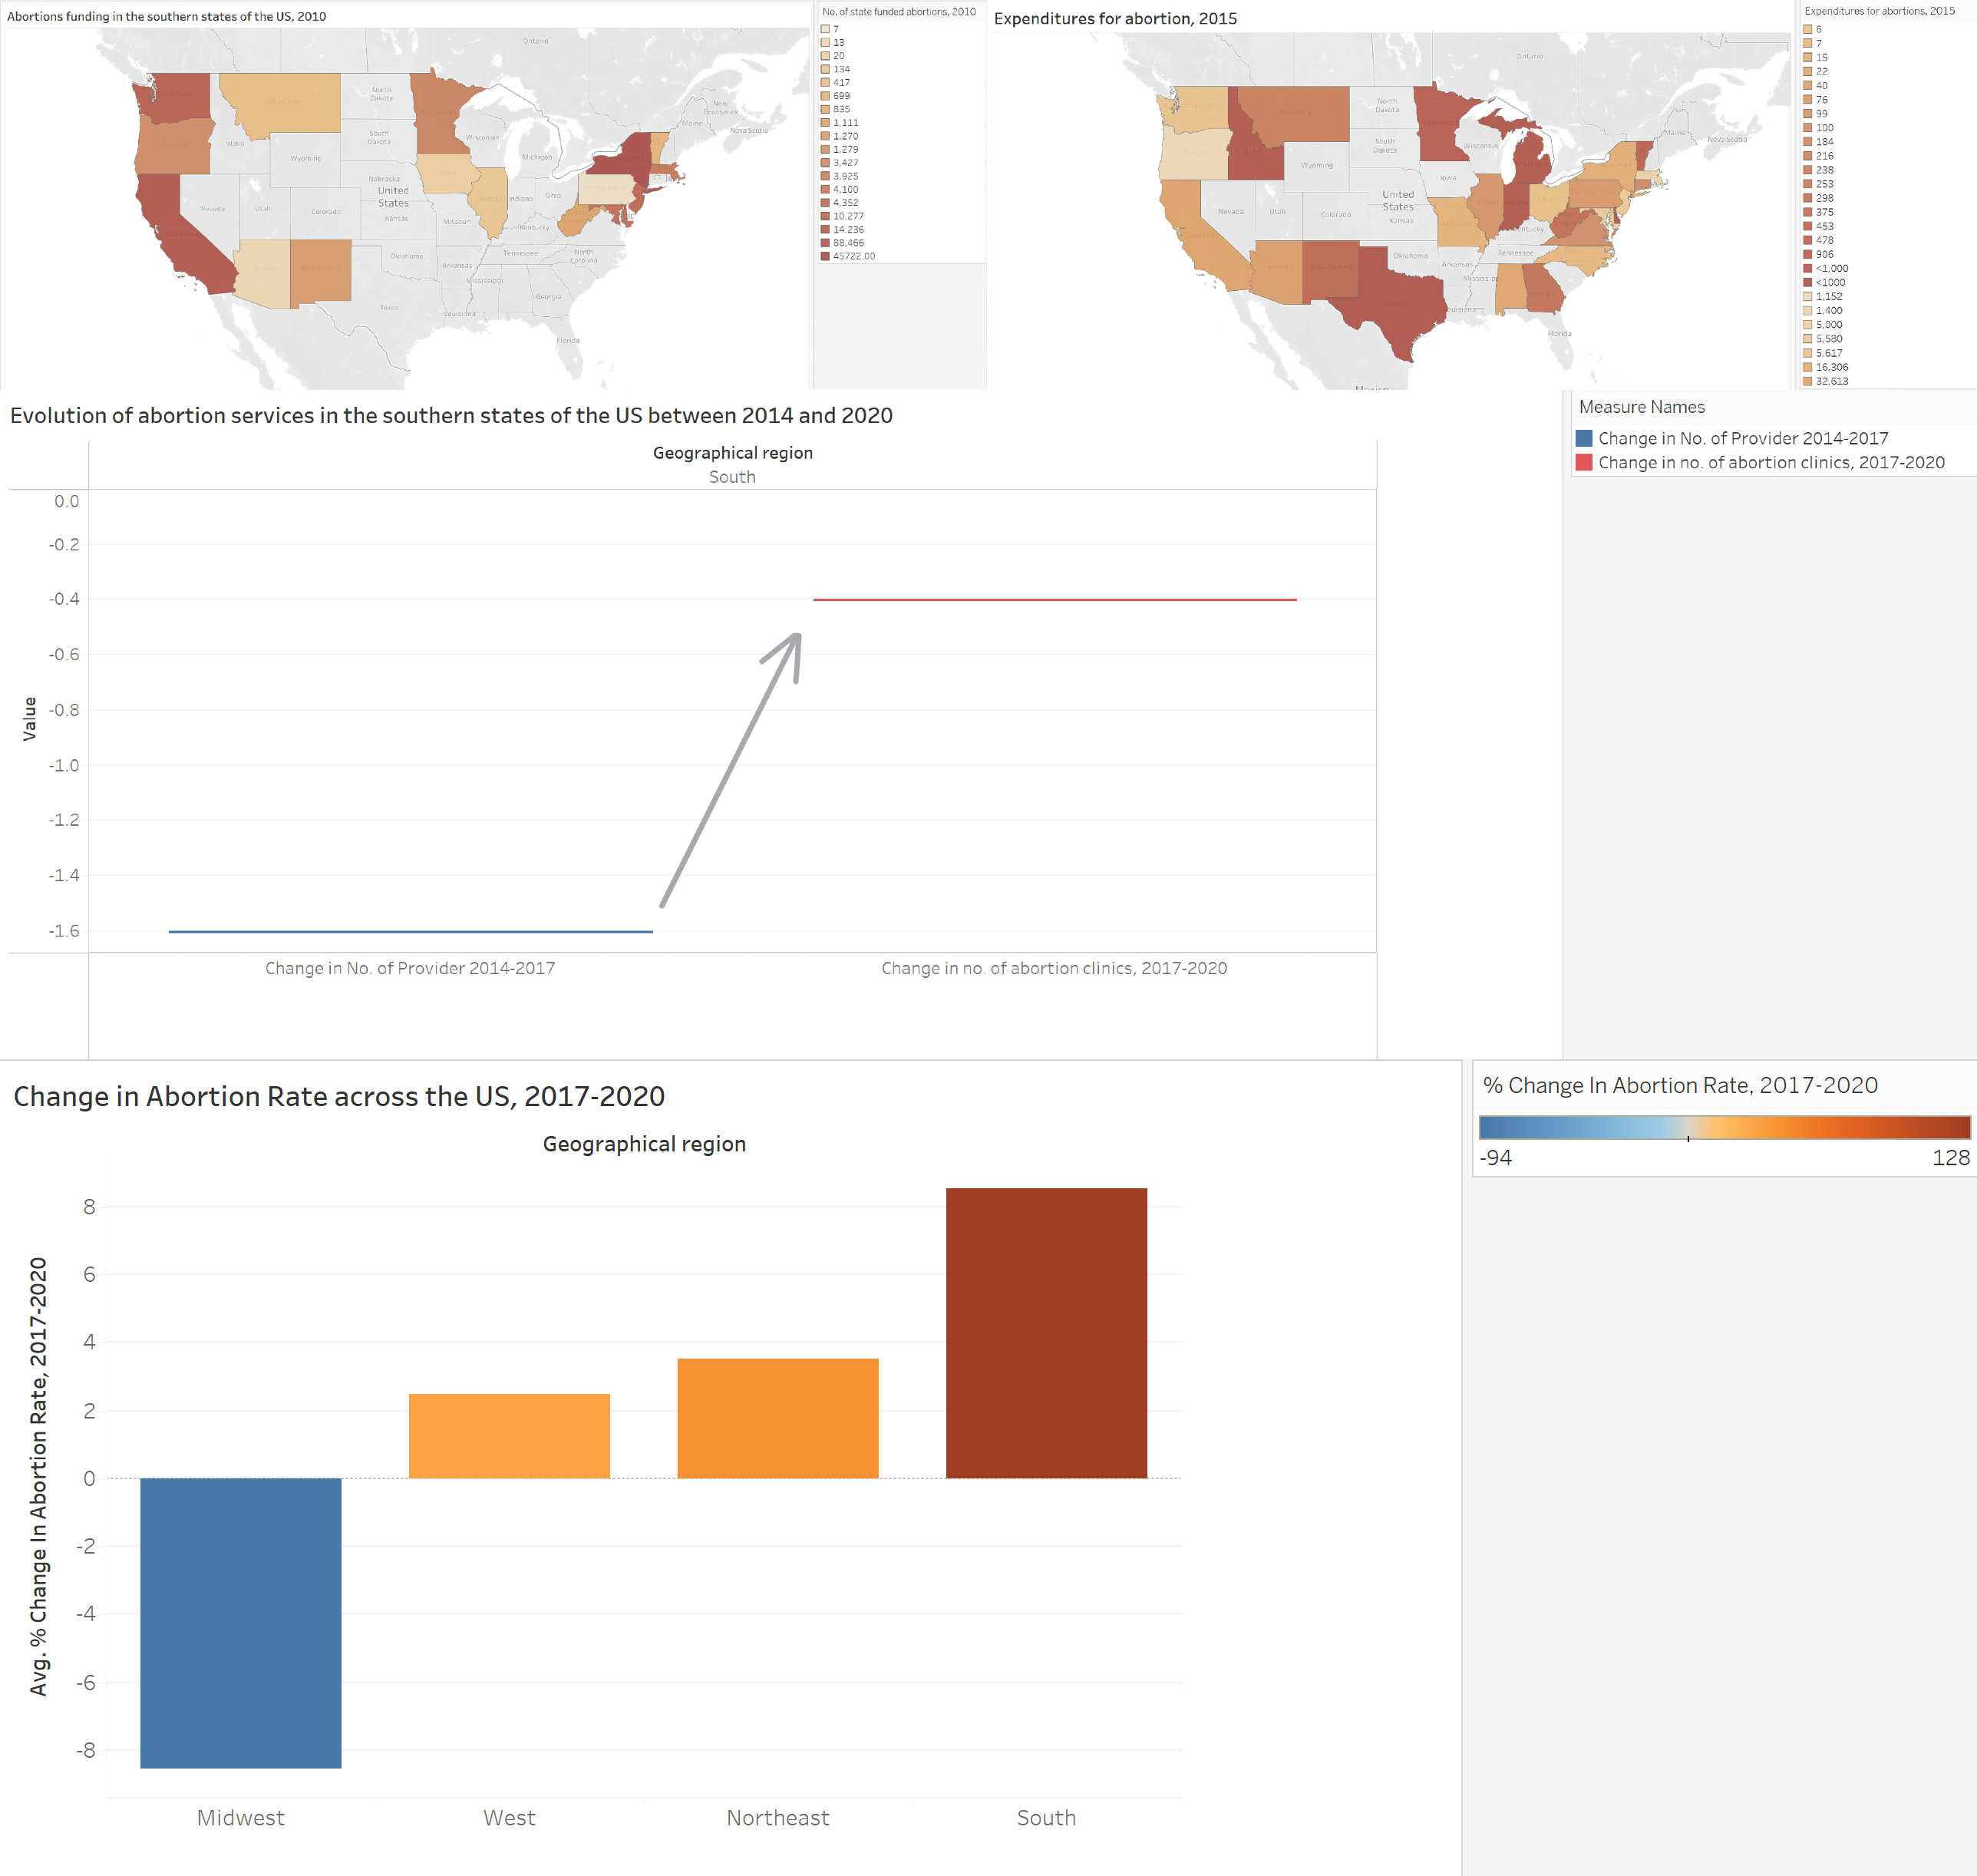 Abortions funding in the southern states of the US, 2010
No. of state funded abortions, 2010
7
13
20
134
417
699
835
1,111
1,270
1,279
3,427
3,925
4,100
4,352
10,277
14,236
88,466
45722.00
Ontario
North Dakota
South Dakota
Idaho
Wyoming
Wisconsin
Michigan
Maine
New Brunswick
Nova Scotia
Nebraska
United States
Nevada
Utah
Colorado
Kansas
Missouri
Indiana
Ohio
Kentucky
Tennessee
North Carolina
Oklahoma
Arkansas
Mississippi
Georgia
Texas
Louisiana
Florida
Expenditures for abortion, 2015
Expenditures for abortions, 2015
6
7
15
22
40
76
99
100
184
216
238
253
298
375
453
478
906
<1,000
<1000
1,152
1,400
5,000
5,580
5,617
16,306
32,613
Ontario
North Dakota
South Dakota
Wyoming
Wisconsin
Iowa
Maine
Nova Scotia
United States
Nevada
Utah
Colorado
Kansas
Oklahoma
Arkansas
Tennessee
Florida
Evolution of abortion services in the southern states of the US between 2014 and 2020
Measure Names
Change in No. of Provider 2014-2017
Change in no. of abortion clinics, 2017-2020
Geographical region
South
0.0
-0.2
-0.4
-0.6
-0.8
-1.0
-1.2
-1.4
-1.6
Value
Change in No. of Provider 2014-2017
Change in no. of abortion clinics, 2017-2020
Change in Abortion Rate across the US, 2017-2020
% Change In Abortion Rate, 2017-2020
-94
128
Geographical region
8
6
4
2
0
-2
-4
-6
-8
Avg. % Change In Abortion Rate, 2017-2020
Midwest
West
Northeast
South